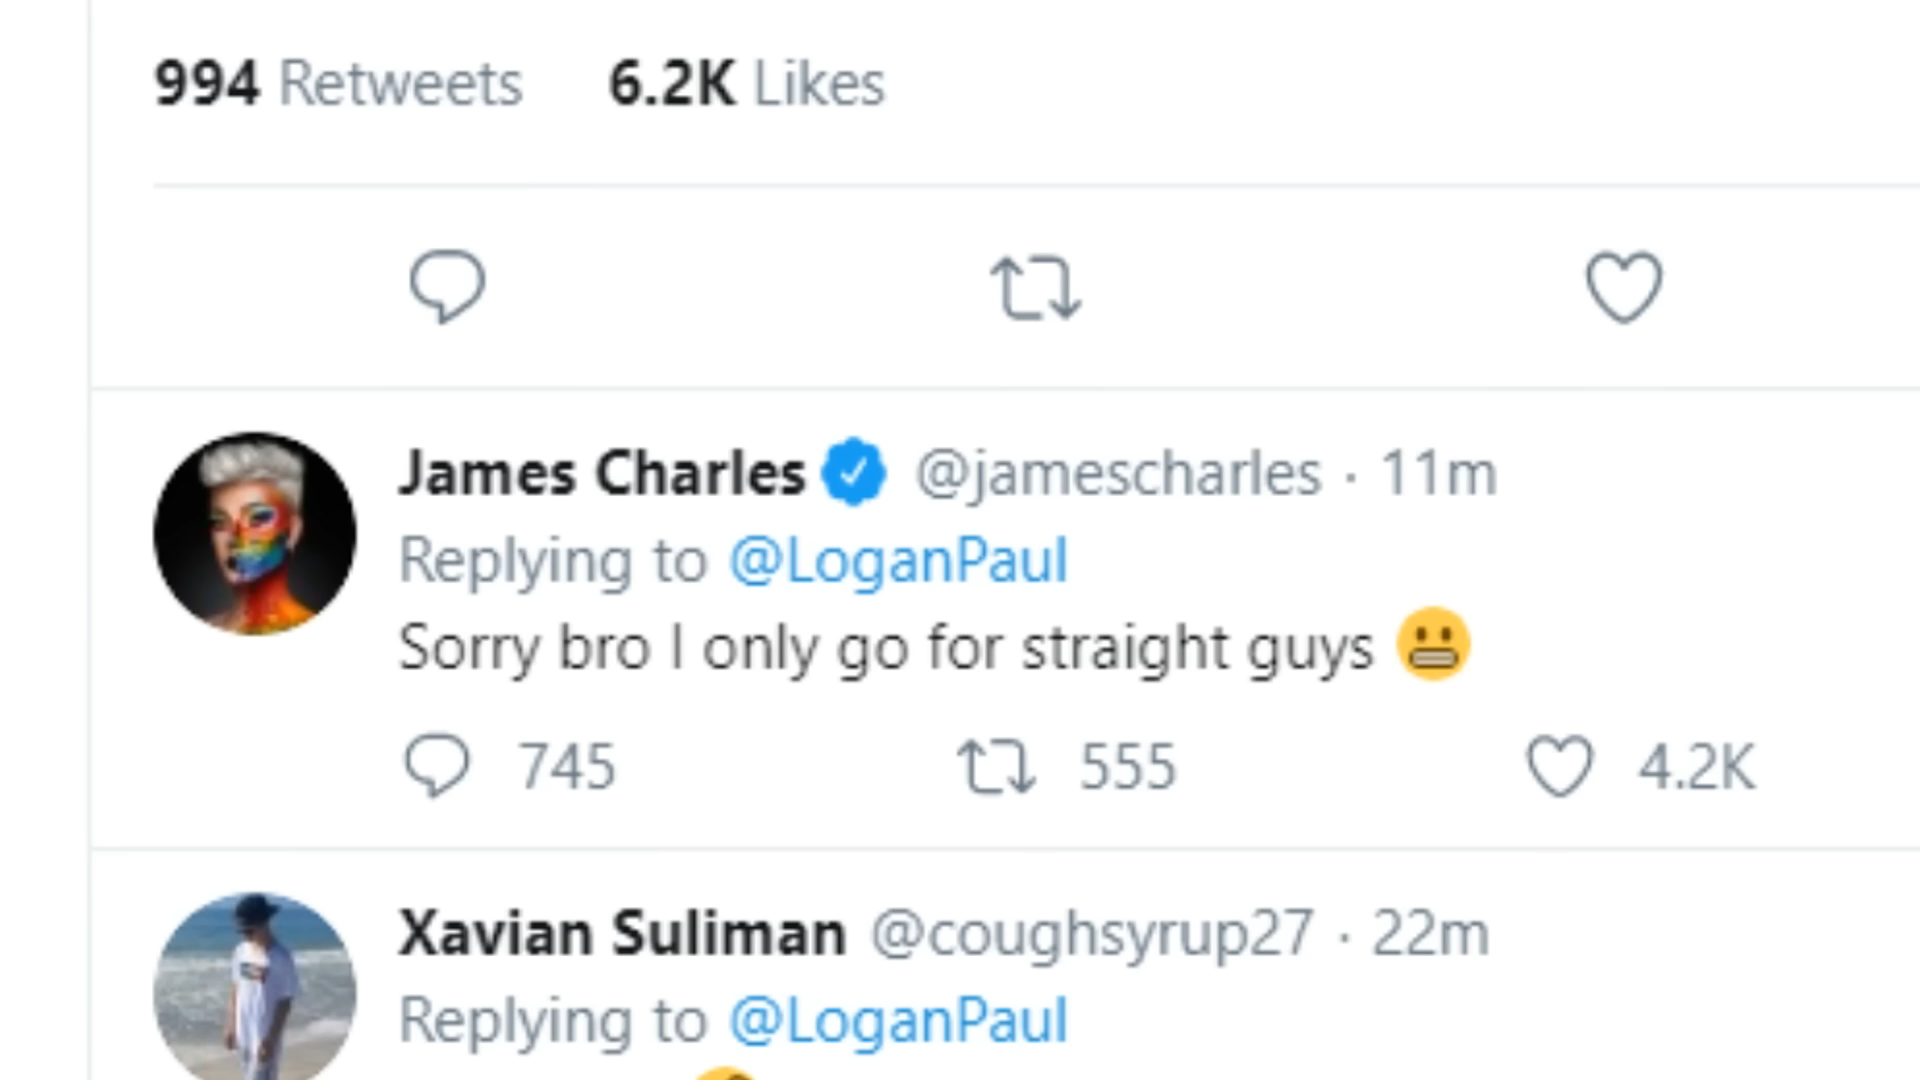 994 Retweets 6.2K Likes
James Charles @jamescharles · 11m
Replying to @LoganPaul
Sorry bro I only go for straight guys 😬
745 555 4.2K
Xavian Suliman @coughsyrup27 · 22m
Replying to @LoganPaul